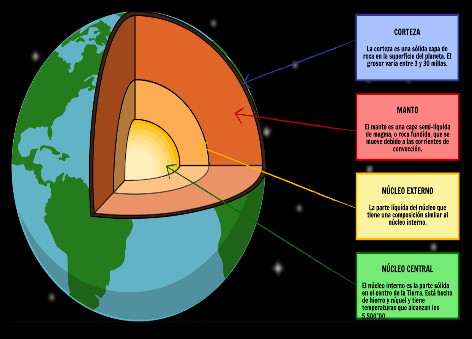 CORTEZA
La corteza es una sólida capa de
roca en la superficie del planeta. El
grosor varía entre 3 y 30 millas.
MANTO
El manto es una capa semi-líquida
de magma, o roca fundida, que se
mueve debido a las corrientes de
convección.
NÚCLEO EXTERNO
La parte líquida del núcleo que
tiene una composición similar al
núcleo interno.
NÚCLEO CENTRAL
El núcleo interno es la parte sólida
en el centro de la Tierra. Está hecho
de hierro y níquel y tiene
temperaturas que alcanzan los